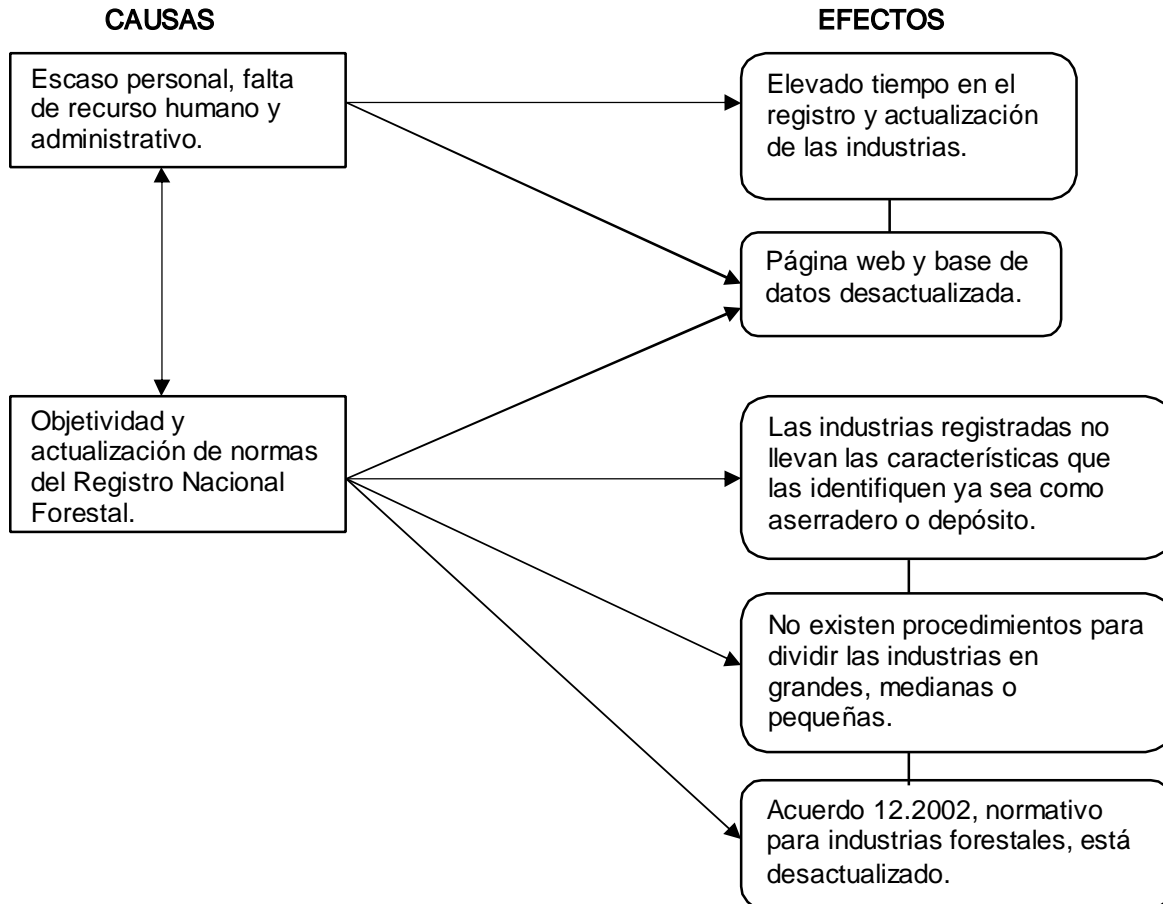 CAUSAS
EFECTOS
Escaso personal, falta
de recurso humano y
administrativo.
Elevado tiempo en el
registro y actualización
de las industrias.
Página web y base de
datos desactualizada.
Objetividad y
actualización de normas
del Registro Nacional
Forestal.
Las industrias registradas no
llevan las características que
las identifiquen ya sea como
aserradero o depósito.
No existen procedimientos para
dividir las industrias en
grandes, medianas o
pequeñas.
Acuerdo 12.2002, normativo
para industrias forestales, está
desactualizado.